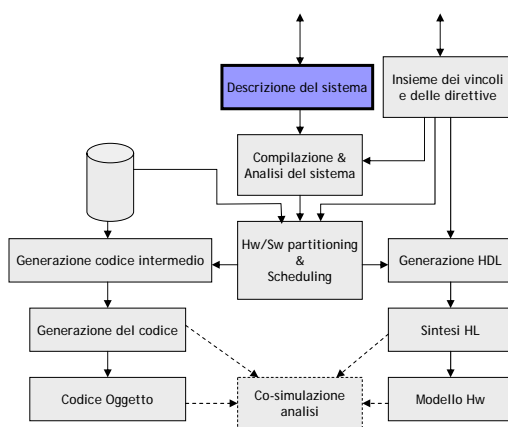 Descrizione del sistema
Insieme dei vincoli
e delle direttive
Compilazione &
Analisi del sistema
Hw/Sw partitioning
&
Scheduling
Generazione codice intermedio
Generazione HDL
Generazione del codice
Sintesi HL
Codice Oggetto
Co-simulazione
analisi
Modello Hw